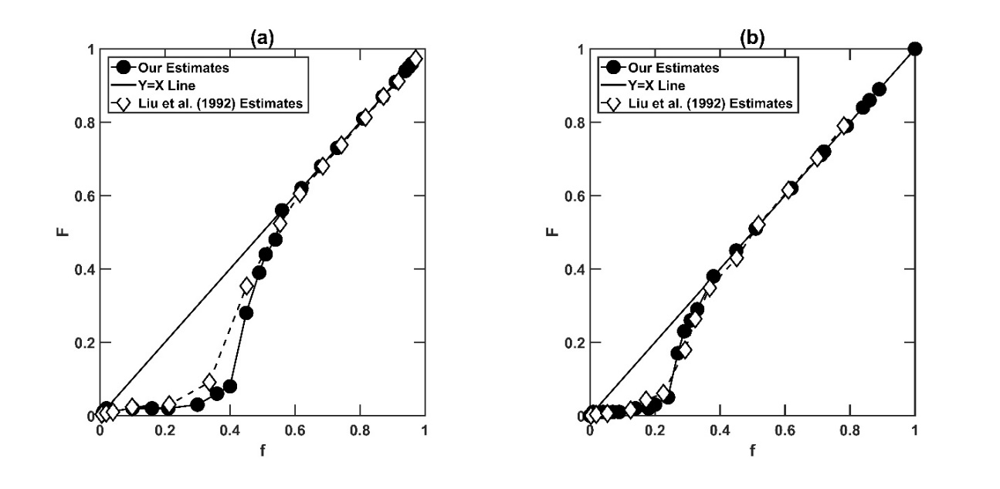 (a)
Our Estimates
Y=X Line
Liu et al. (1992) Estimates
1
0.8
0.6
0.4
0.2
0
F
0 0.2 0.4 0.6 0.8 1
f
(b)
Our Estimates
Y=X Line
Liu et al. (1992) Estimates
1
0.8
0.6
0.4
0.2
0
F
0 0.2 0.4 0.6 0.8 1
f